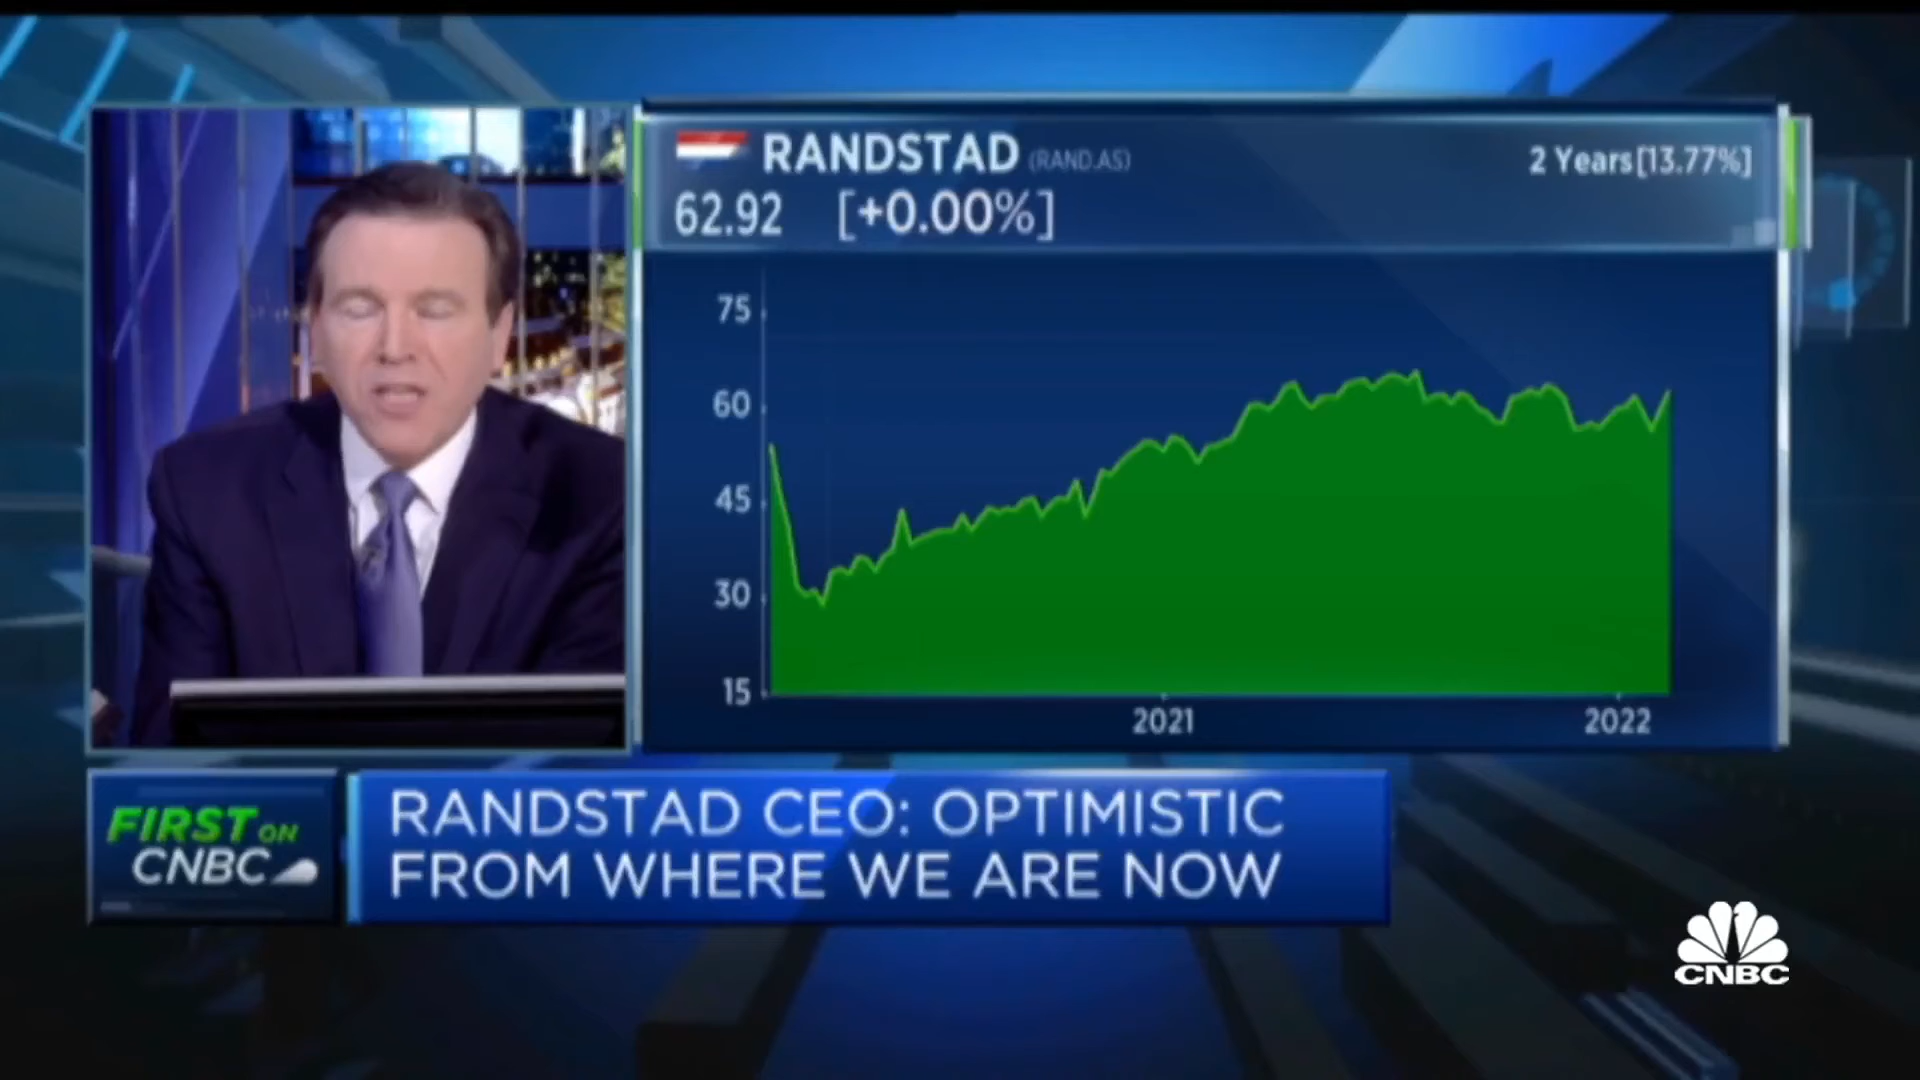 RANDSTAD (RAND.AS)
2 Years[13.77%]
62.92 [+0.00%]
75
60
45
30
15
2021
2022
FIRST ON
CNBC
RANDSTAD CEO: OPTIMISTIC
FROM WHERE WE ARE NOW
CNBC